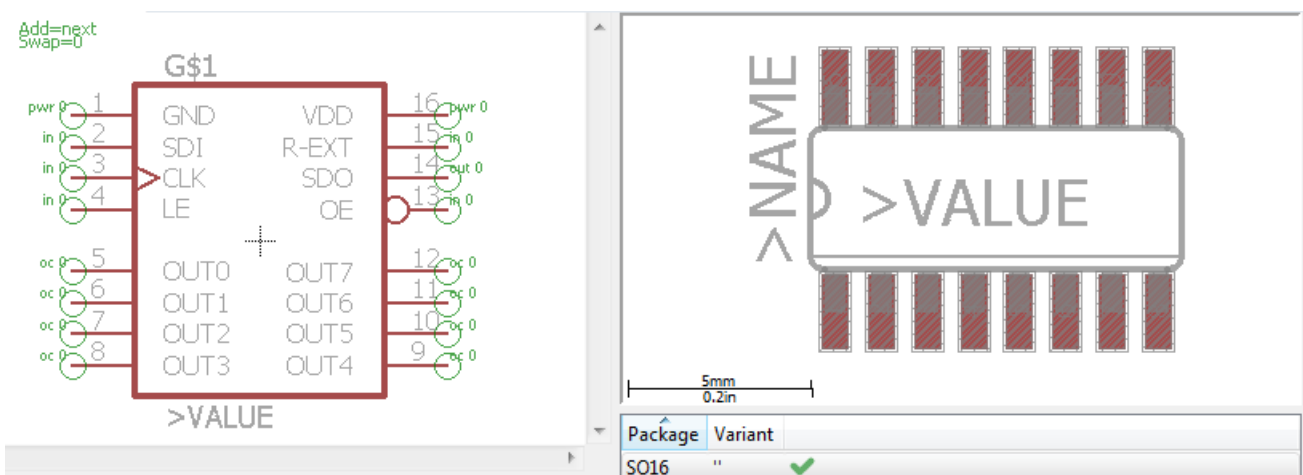 Add=next
Swap=0
G$1
pwr 0 1 GND VDD 16 pwr 0
in 0 2 SDI R-EXT 15 in 0
in 0 3 CLK SDO 14 out 0
in 0 4 LE OE 13 in 0
oc 0 5 OUT0 OUT7 12 oc 0
oc 0 6 OUT1 OUT6 11 oc 0
oc 0 7 OUT2 OUT5 10 oc 0
oc 0 8 OUT3 OUT4 9 oc 0
>VALUE
>NAME
>VALUE
5mm
0.2in
Package Variant
SO16 ''